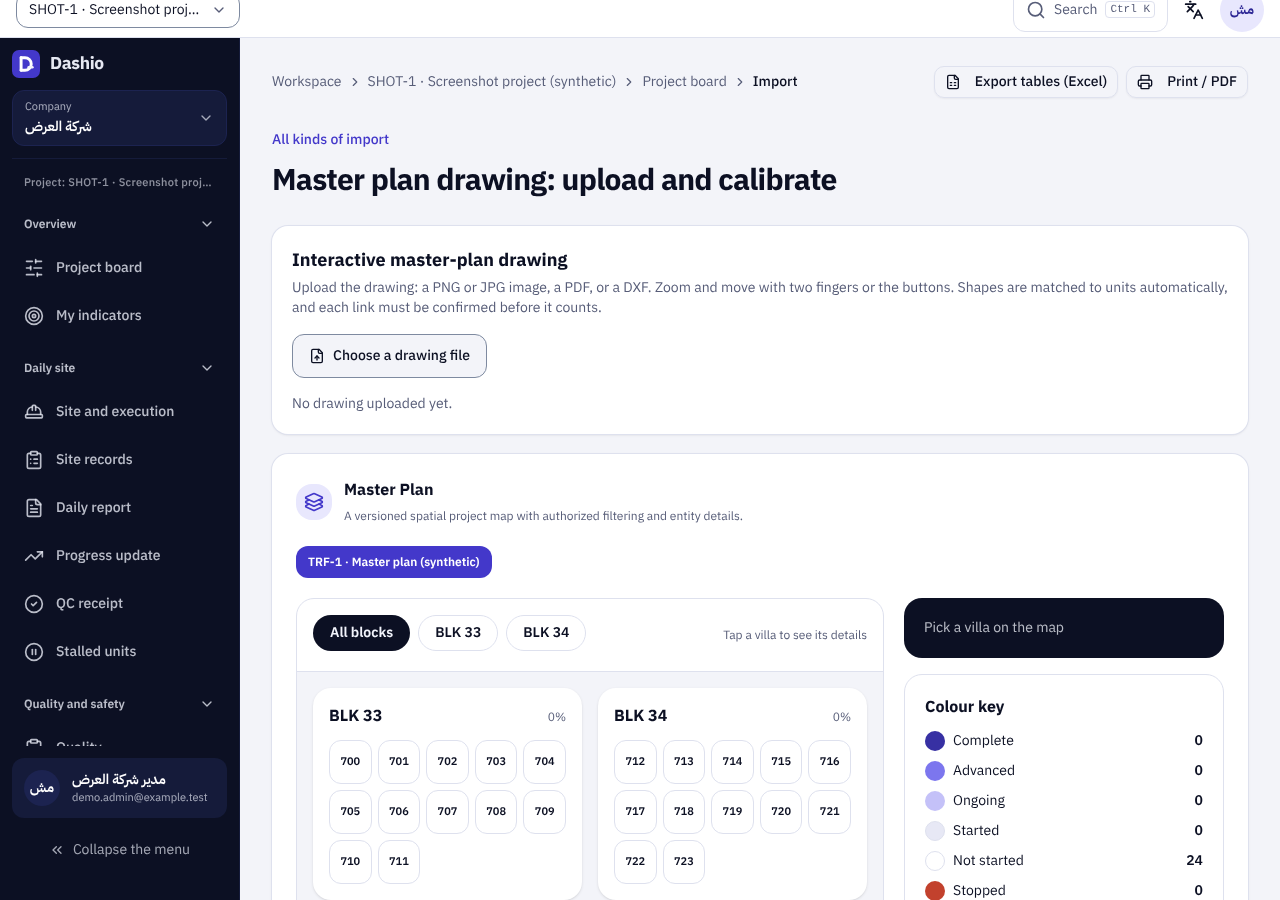 SHOT-1 · Screenshot proj...
Search Ctrl K
مش
Dashio
Company
شركة العرض
Project: SHOT-1 · Screenshot proj...
Overview
Project board
My indicators
Daily site
Site and execution
Site records
Daily report
Progress update
QC receipt
Stalled units
Quality and safety
Quality
مش
مدير شركة العرض
demo.admin@example.test
Collapse the menu
Workspace > SHOT-1 · Screenshot project (synthetic) > Project board > Import
Export tables (Excel)
Print / PDF
All kinds of import
Master plan drawing: upload and calibrate
Interactive master-plan drawing
Upload the drawing: a PNG or JPG image, a PDF, or a DXF. Zoom and move with two fingers or the buttons. Shapes are matched to units automatically,
and each link must be confirmed before it counts.
Choose a drawing file
No drawing uploaded yet.
Master Plan
A versioned spatial project map with authorized filtering and entity details.
TRF-1 · Master plan (synthetic)
All blocks BLK 33 BLK 34 Tap a villa to see its details
BLK 33 0%
700 701 702 703 704
705 706 707 708 709
710 711
BLK 34 0%
712 713 714 715 716
717 718 719 720 721
722 723
Pick a villa on the map
Colour key
Complete 0
Advanced 0
Ongoing 0
Started 0
Not started 24
Stopped 0